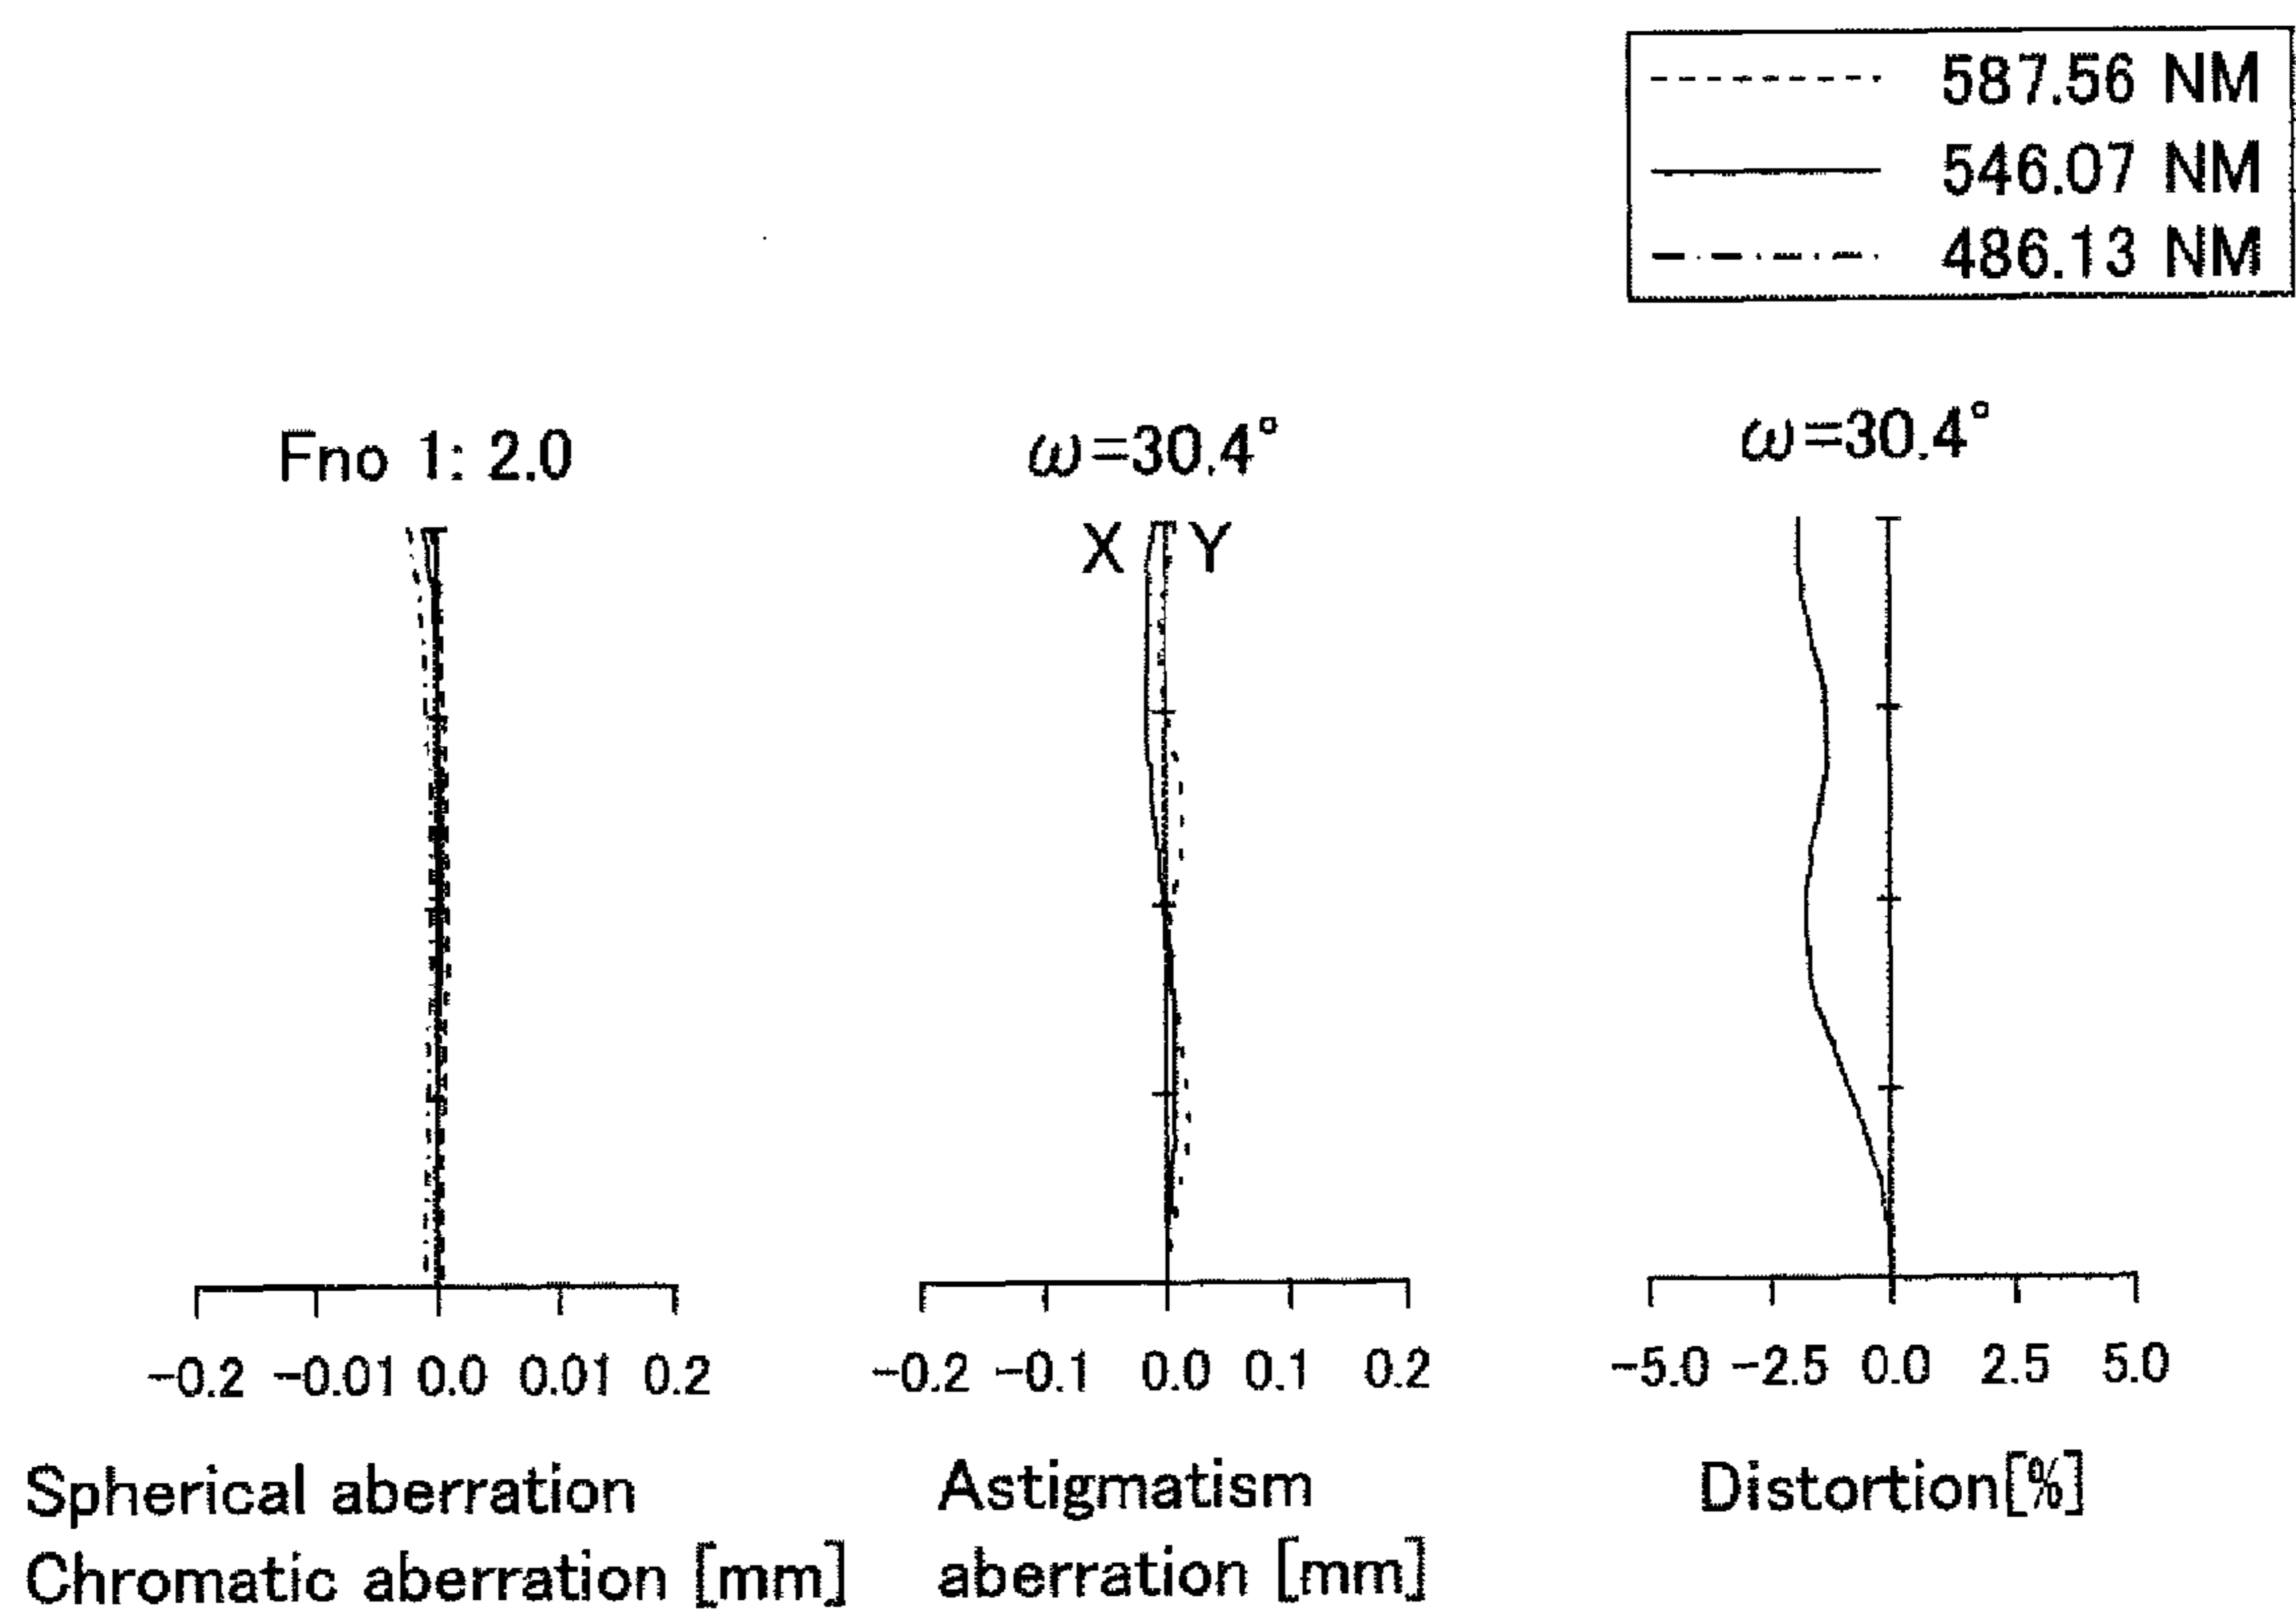 587.56 NM
546.07 NM
486.13 NM
Fno 1: 2.0
ω=30.4°
ω=30.4°
X Y
-0.2 -0.01 0.0 0.01 0.2
-0.2 -0.1 0.0 0.1 0.2
-5.0 -2.5 0.0 2.5 5.0
Spherical aberration
Chromatic aberration [mm]
Astigmatism
aberration [mm]
Distortion[%]